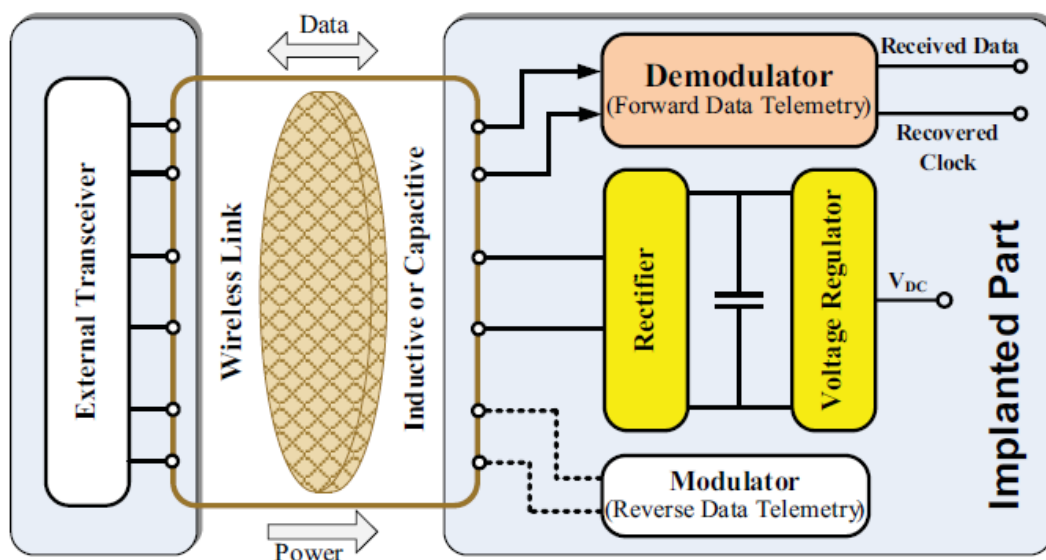 Data
External Transceiver
Wireless Link
Inductive or Capacitive
Power
Demodulator
(Forward Data Telemetry)
Received Data
Recovered
Clock
Rectifier
Voltage Regulator
VDC
Modulator
(Reverse Data Telemetry)
Implanted Part